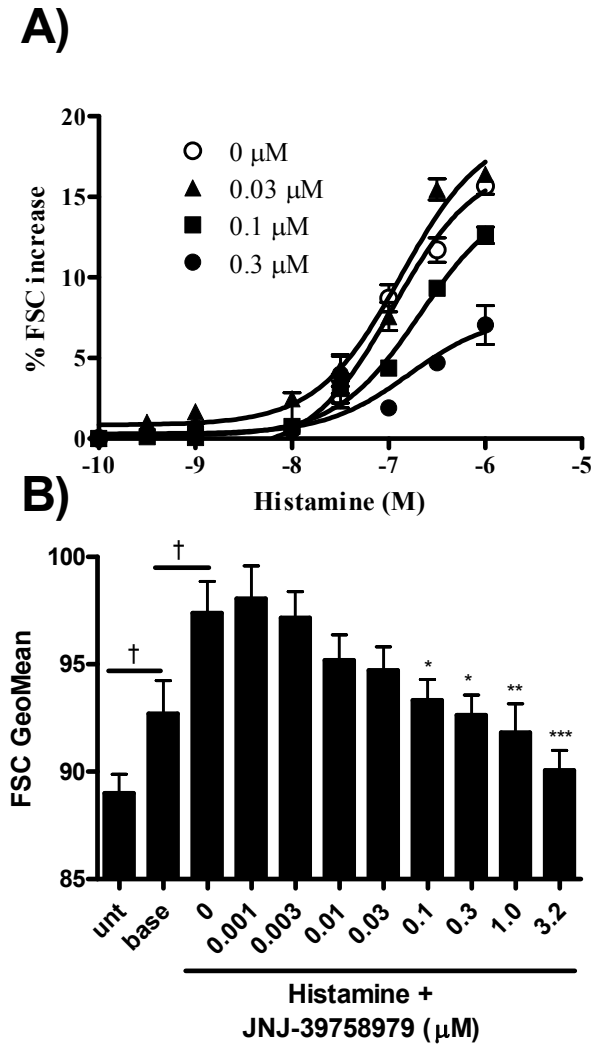 A)
20
15
10
5
0
% FSC increase
0 μM
0.03 μM
0.1 μM
0.3 μM
-10 -9 -8 -7 -6 -5
Histamine (M)
B)
100
95
90
85
FSC GeoMean
† †
* * ** ***
unt base 0 0.001 0.003 0.01 0.03 0.1 0.3 1.0 3.2
Histamine +
JNJ-39758979 (μM)